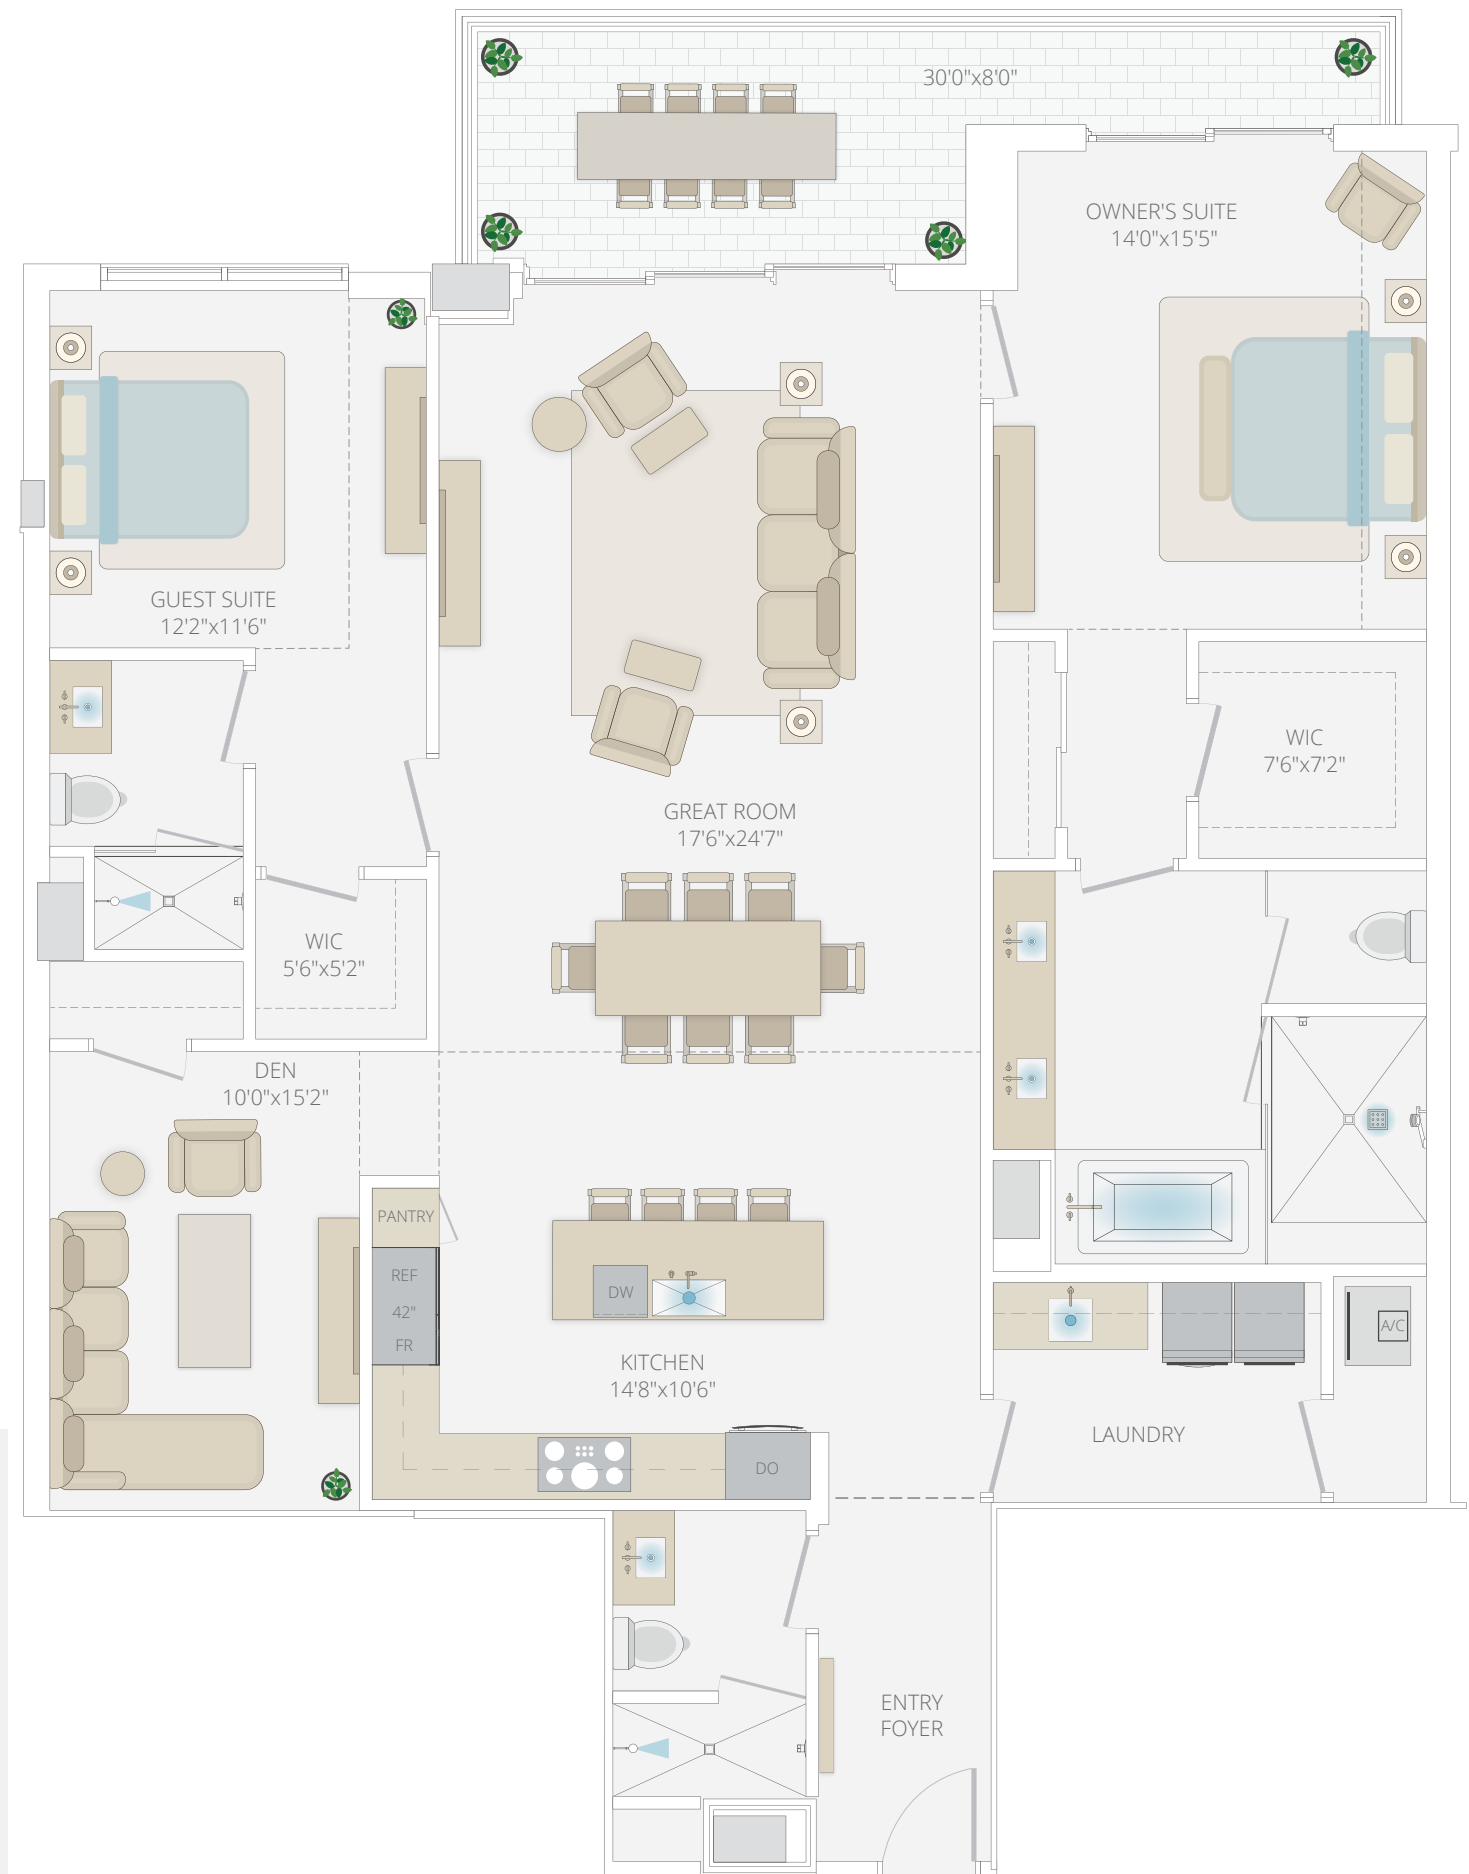 30'0"x8'0"
OWNER'S SUITE
14'0"x15'5"
GUEST SUITE
12'2"x11'6"
WIC
7'6"x7'2"
GREAT ROOM
17'6"x24'7"
WIC
5'6"x5'2"
DEN
10'0"x15'2"
PANTRY
REF
42"
FR
DW
A/C
KITCHEN
14'8"x10'6"
LAUNDRY
DO
ENTRY
FOYER